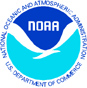 NATIONAL OCEANIC AND ATMOSPHERIC ADMINISTRATION
NOAA
U.S. DEPARTMENT OF COMMERCE